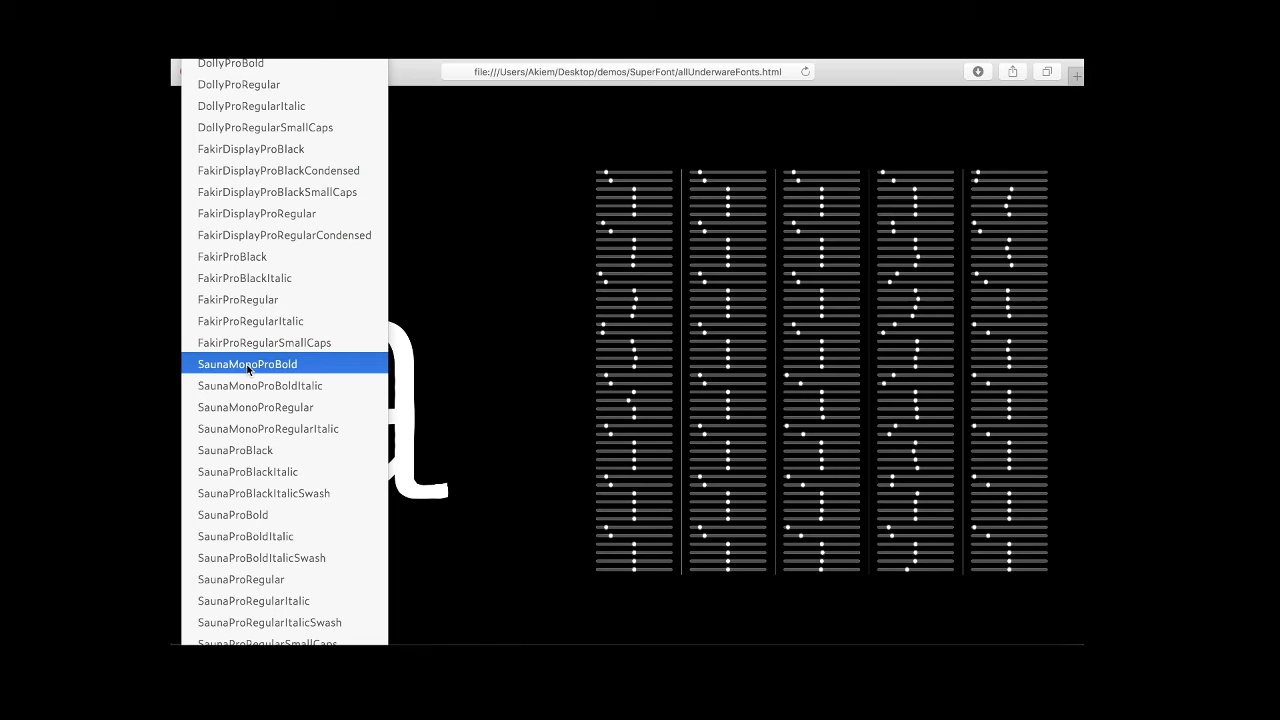 file:///Users/Akiem/Desktop/demos/SuperFont/allUnderwareFonts.html
DollyProBold
DollyProRegular
DollyProRegularItalic
DollyProRegularSmallCaps
FakirDisplayProBlack
FakirDisplayProBlackCondensed
FakirDisplayProBlackSmallCaps
FakirDisplayProRegular
FakirDisplayProRegularCondensed
FakirProBlack
FakirProBlackItalic
FakirProRegular
FakirProRegularItalic
FakirProRegularSmallCaps
SaunaMonoProBold
SaunaMonoProBoldItalic
SaunaMonoProRegular
SaunaMonoProRegularItalic
SaunaProBlack
SaunaProBlackItalic
SaunaProBlackItalicSwash
SaunaProBold
SaunaProBoldItalic
SaunaProBoldItalicSwash
SaunaProRegular
SaunaProRegularItalic
SaunaProRegularItalicSwash
SaunaProRegularSmallCaps